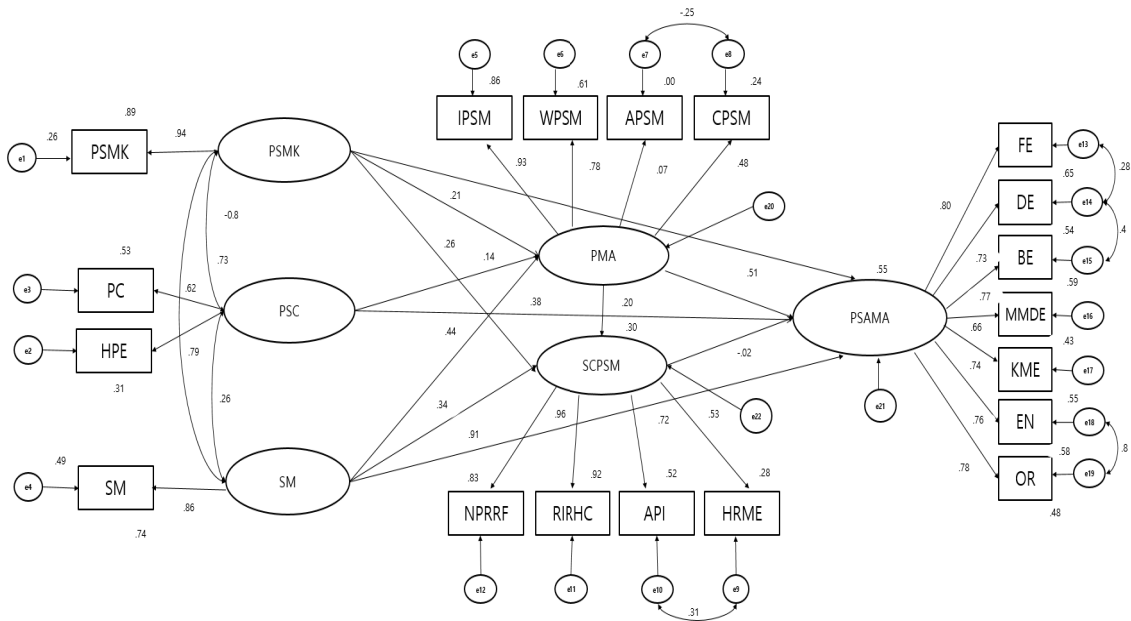 -.25
e5
e6
e7
e8
.86
.61
.00
.24
IPSM
WPSM
APSM
CPSM
.89
.26
.94
e1
PSMK
PSMK
.93
.78
.07
.48
FE
e13
.28
.65
.80
DE
e14
.21
e20
.54
.4
-0.8
.26
PMA
BE
e15
.73
.53
.73
.14
.51
.55
.59
e3
PC
.62
PSC
.38
.20
.77
MMDE
e16
PSAMA
.66
.30
.43
e2
HPE
.79
.44
-.02
.74
KME
e17
SCPSM
.31
.26
.55
e21
.34
.96
.72
.53
e22
.76
EN
e18
.91
.58
.8
.49
.83
.92
.52
.28
.78
OR
e19
e4
SM
.86
SM
.48
NPRRF
RIRHC
API
HRME
.74
e12
e11
e10
e9
.31